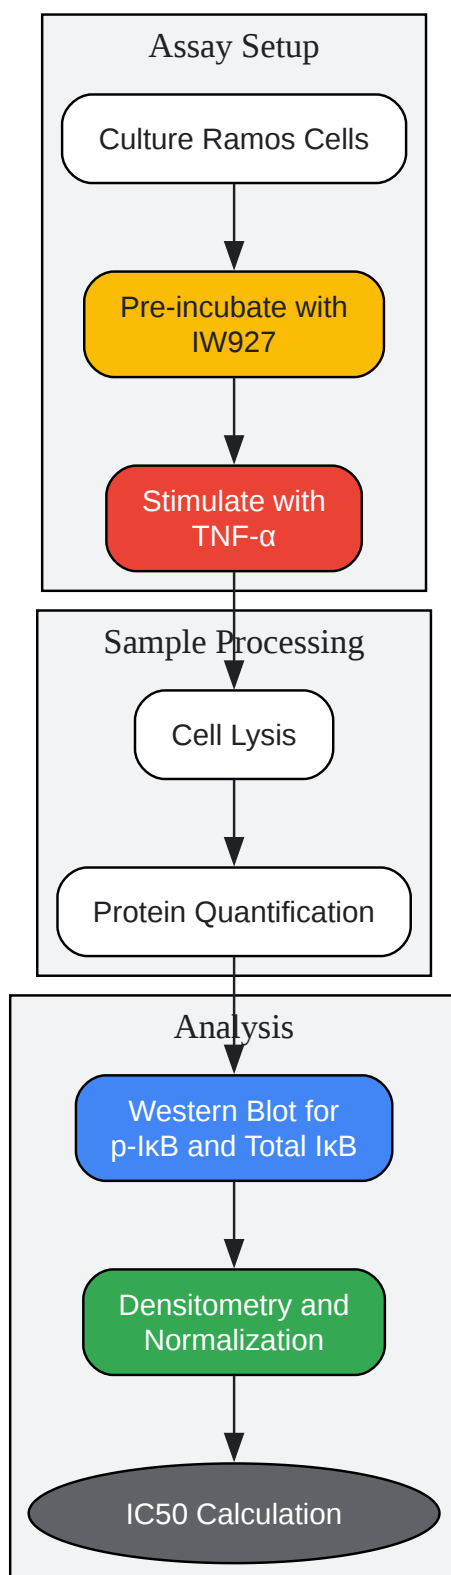 Assay Setup
Culture Ramos Cells
Pre-incubate with
IW927
Stimulate with
TNF-α
Sample Processing
Cell Lysis
Protein Quantification
Analysis
Western Blot for
p-IκB and Total IκB
Densitometry and
Normalization
IC50 Calculation